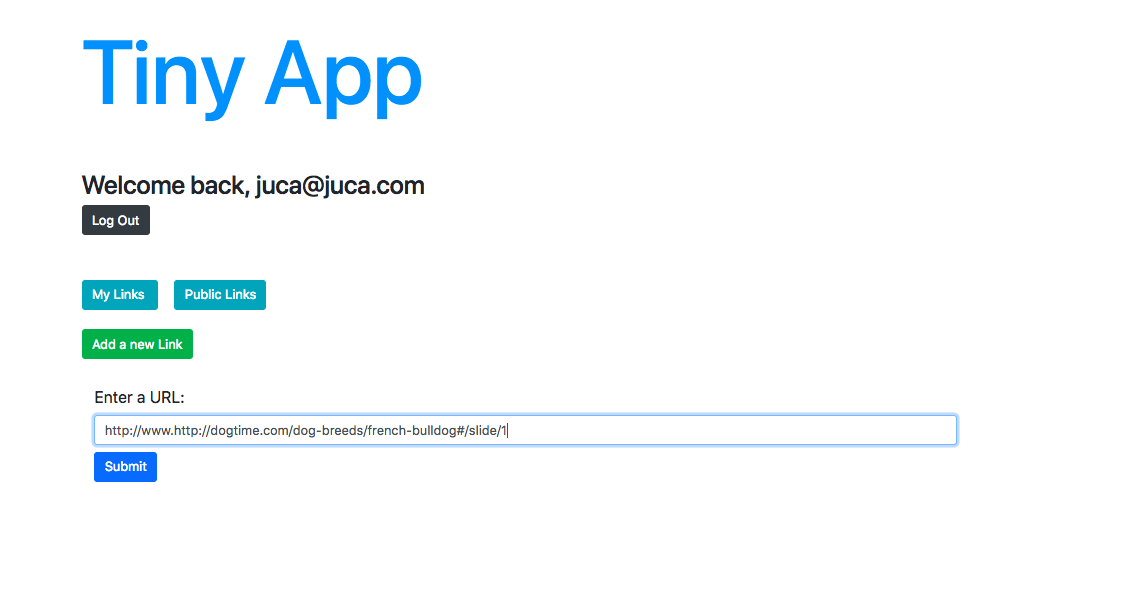 Tiny App
Welcome back, juca@juca.com
Log Out
My Links Public Links
Add a new Link
Enter a URL:
http://www.http://dogtime.com/dog-breeds/french-bulldog#/slide/1
Submit